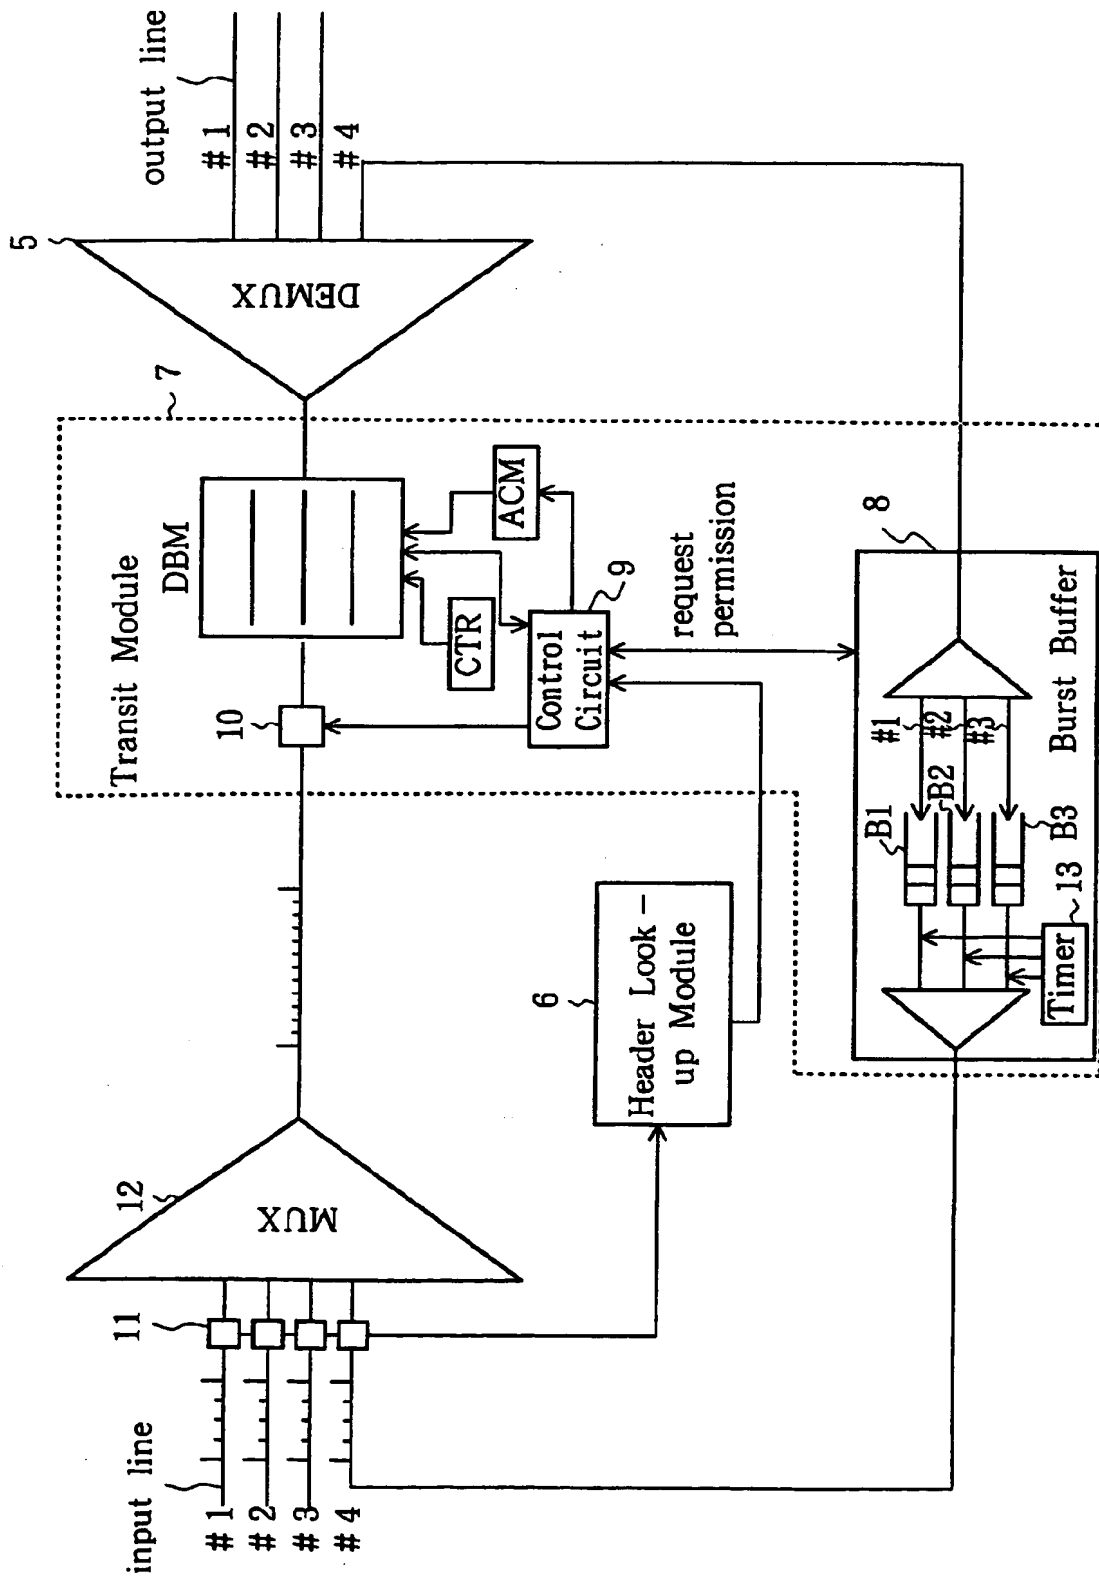 input line
#1
#2
#3
#4
11
12
MUX
6
Header Look-
up Module
Transit Module
7
10
DBM
CTR
ACM
Control
Circuit
9
request
permission
5
DEMUX
output line
#1
#2
#3
#4
8
Burst Buffer
#1
#2
#3
B1
B2
B3
Timer
13